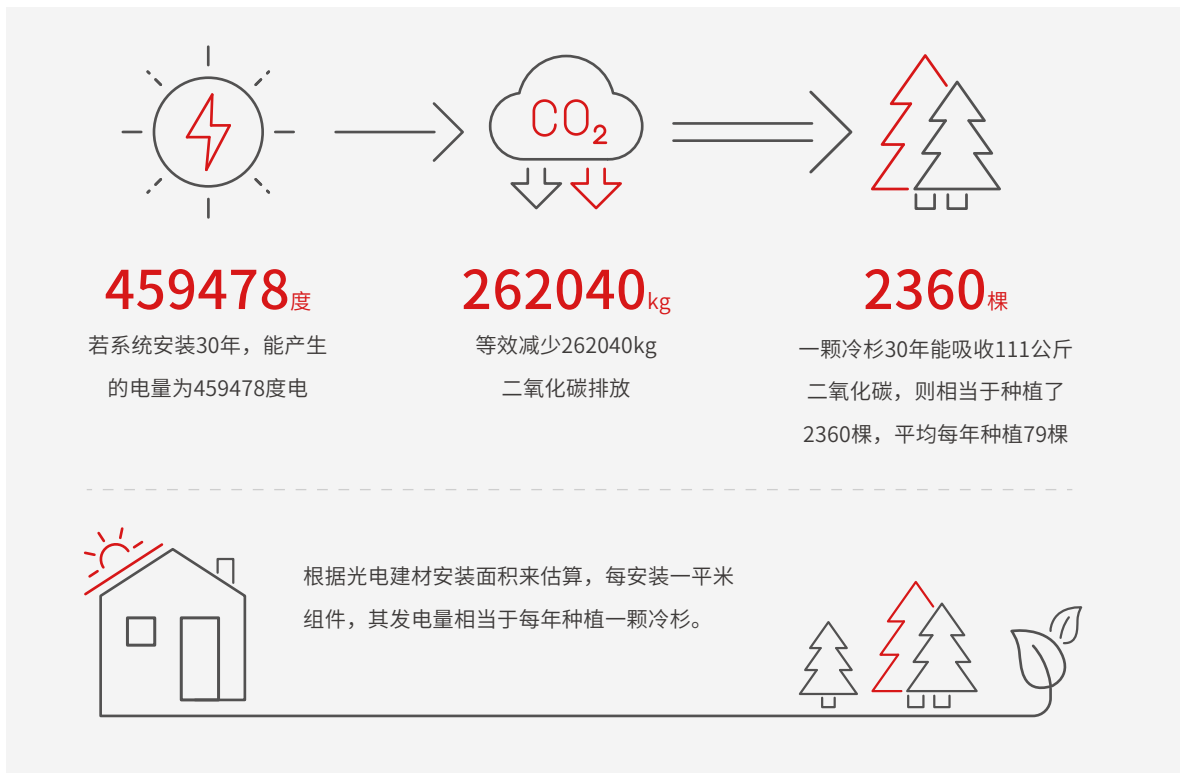 CO2
459478度
若系统安装30年，能产生
的电量为459478度电
262040kg
等效减少262040kg
二氧化碳排放
2360棵
一颗冷杉30年能吸收111公斤
二氧化碳，则相当于种植了
2360棵，平均每年种植79棵
根据光电建材安装面积来估算，每安装一平米
组件，其发电量相当于每年种植一颗冷杉。